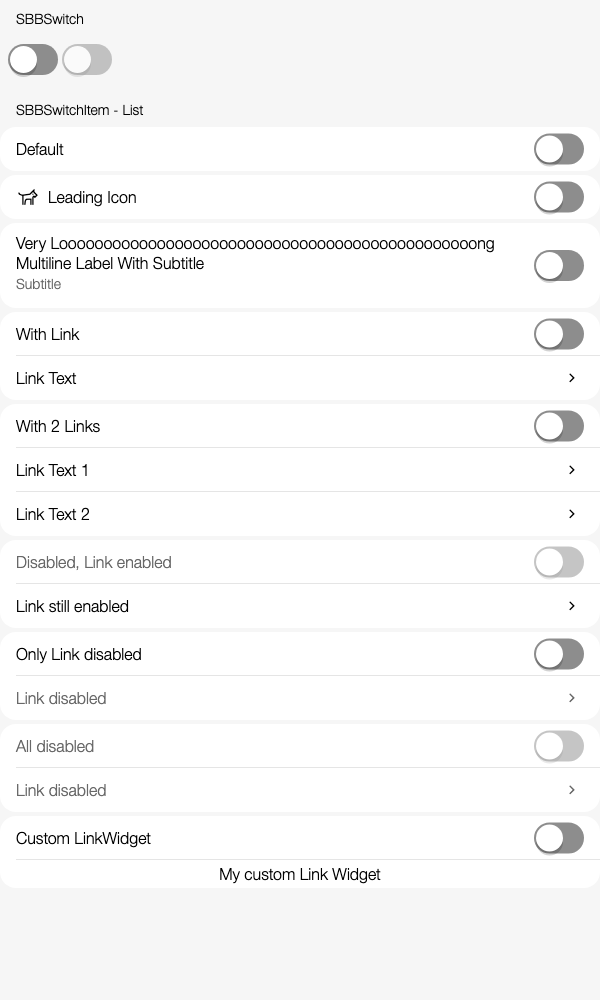 SBBSwitch
SBBSwitchItem - List
Default
Leading Icon
Very Looooooooooooooooooooooooooooooooooooooooooooooong
Multiline Label With Subtitle
Subtitle
With Link
Link Text
With 2 Links
Link Text 1
Link Text 2
Disabled, Link enabled
Link still enabled
Only Link disabled
Link disabled
All disabled
Link disabled
Custom LinkWidget
My custom Link Widget